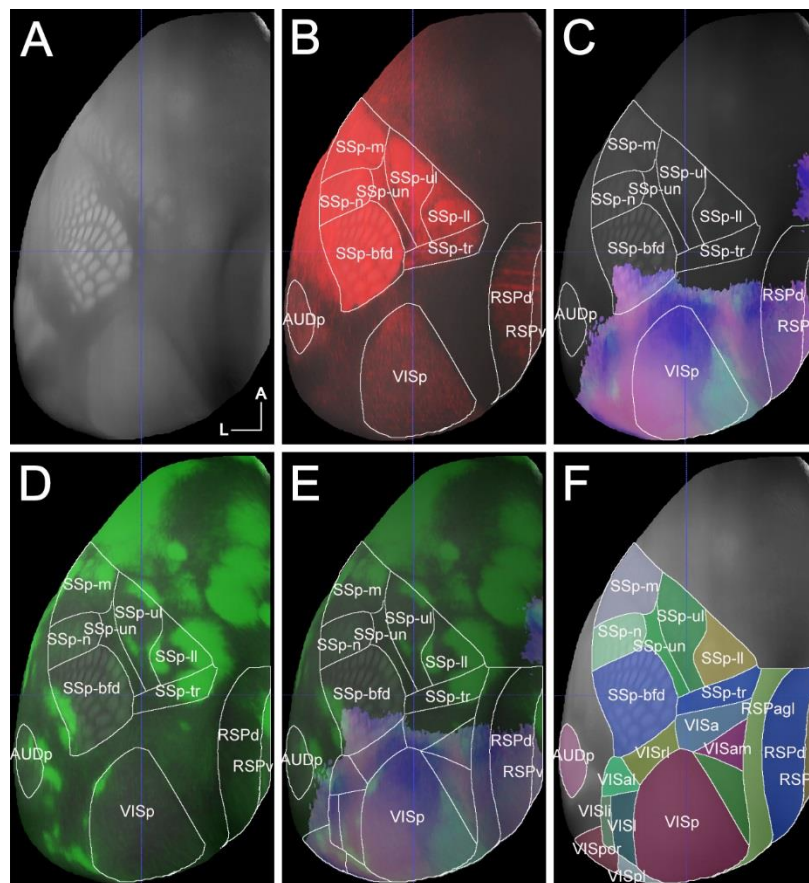 A
L
A
B
SSp-m
SSp-ul
SSp-un
SSp-n
SSp-ll
SSp-tr
SSp-bfd
RSPd
AUDp
RSPv
VISp
C
SSp-m
SSp-ul
SSp-un
SSp-n
SSp-ll
SSp-tr
SSp-bfd
RSPd
AUDp
RSP
VISp
D
SSp-m
SSp-ul
SSp-un
SSp-n
SSp-ll
SSp-tr
SSp-bfd
RSPd
AUDp
RSPv
VISp
E
SSp-m
SSp-ul
SSp-un
SSp-n
SSp-ll
SSp-tr
SSp-bfd
RSPd
AUDp
RSPv
VISp
F
SSp-m
SSp-ul
SSp-n
SSp-un
SSp-ll
SSp-bfd
SSp-tr
RSPagl
VISa
VISam
VISrl
RSPd
AUDp
RSP
VISal
VISli
VISl
VISp
VISpor
VISpl